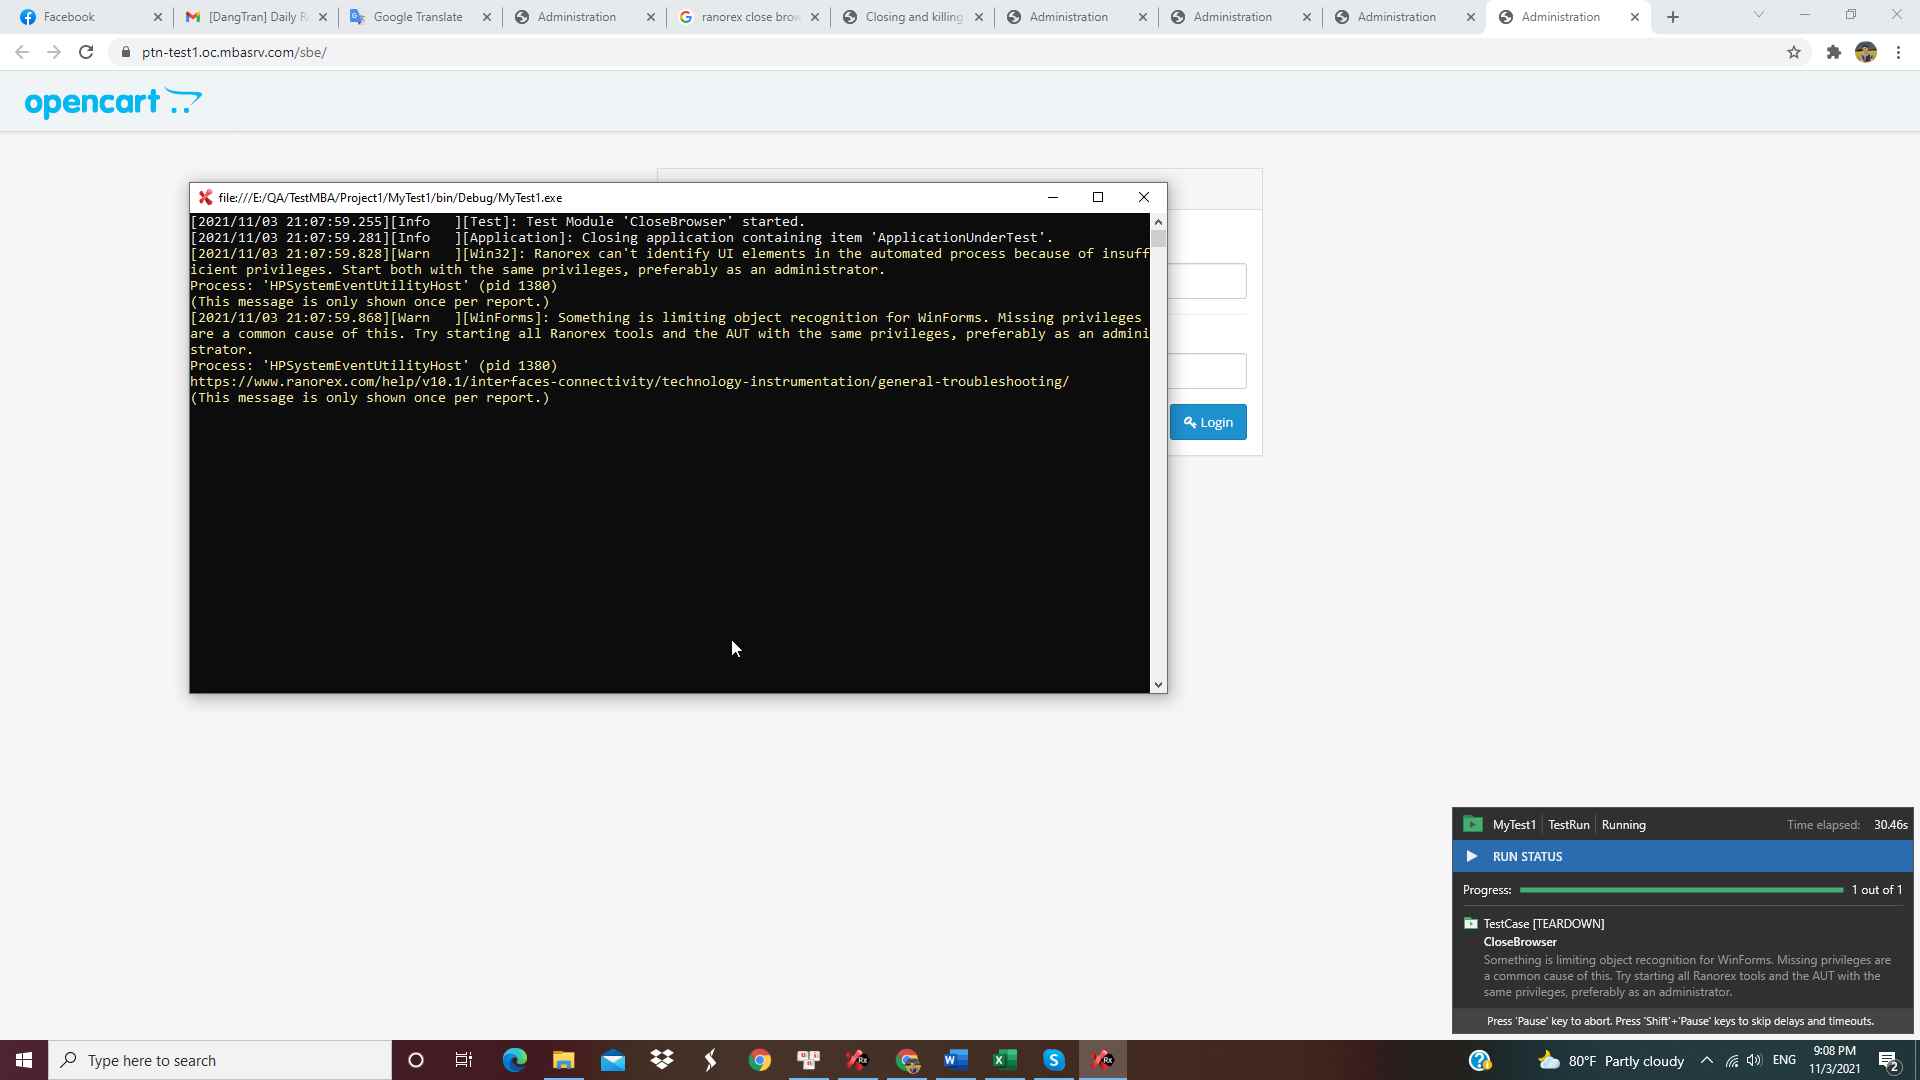 Facebook
[DangTran] Daily R
Google Translate
Administration
ranorex close brow
Closing and killing
Administration
Administration
Administration
Administration
ptn-test1.oc.mbasrv.com/sbe/
opencart
file:///E:/QA/TestMBA/Project1/MyTest1/bin/Debug/MyTest1.exe
[2021/11/03 21:07:59.255][Info   ][Test]: Test Module 'CloseBrowser' started.
[2021/11/03 21:07:59.281][Info   ][Application]: Closing application containing item 'ApplicationUnderTest'.
[2021/11/03 21:07:59.828][Warn   ][Win32]: Ranorex can't identify UI elements in the automated process because of insuff
icient privileges. Start both with the same privileges, preferably as an administrator.
Process: 'HPSystemEventUtilityHost' (pid 1380)
(This message is only shown once per report.)
[2021/11/03 21:07:59.868][Warn   ][WinForms]: Something is limiting object recognition for WinForms. Missing privileges
are a common cause of this. Try starting all Ranorex tools and the AUT with the same privileges, preferably as an admini
strator.
Process: 'HPSystemEventUtilityHost' (pid 1380)
https://www.ranorex.com/help/v10.1/interfaces-connectivity/technology-instrumentation/general-troubleshooting/
(This message is only shown once per report.)
Login
MyTest1 TestRun Running Time elapsed: 30.46s
RUN STATUS
Progress: 1 out of 1
TestCase [TEARDOWN]
CloseBrowser
Something is limiting object recognition for WinForms. Missing privileges are
a common cause of this. Try starting all Ranorex tools and the AUT with the
same privileges, preferably as an administrator.
Press 'Pause' key to abort. Press 'Shift'+'Pause' keys to skip delays and timeouts.
Type here to search
80°F Partly cloudy
ENG
9:08 PM
11/3/2021
2